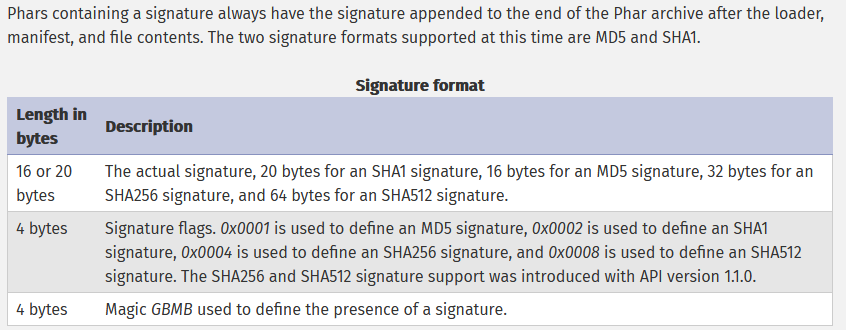 Phars containing a signature always have the signature appended to the end of the Phar archive after the loader,
manifest, and file contents. The two signature formats supported at this time are MD5 and SHA1.
Signature format
Length in
bytes
Description
16 or 20
bytes
The actual signature, 20 bytes for an SHA1 signature, 16 bytes for an MD5 signature, 32 bytes for an
SHA256 signature, and 64 bytes for an SHA512 signature.
4 bytes
Signature flags. 0x0001 is used to define an MD5 signature, 0x0002 is used to define an SHA1
signature, 0x0004 is used to define an SHA256 signature, and 0x0008 is used to define an SHA512
signature. The SHA256 and SHA512 signature support was introduced with API version 1.1.0.
4 bytes
Magic GBMB used to define the presence of a signature.